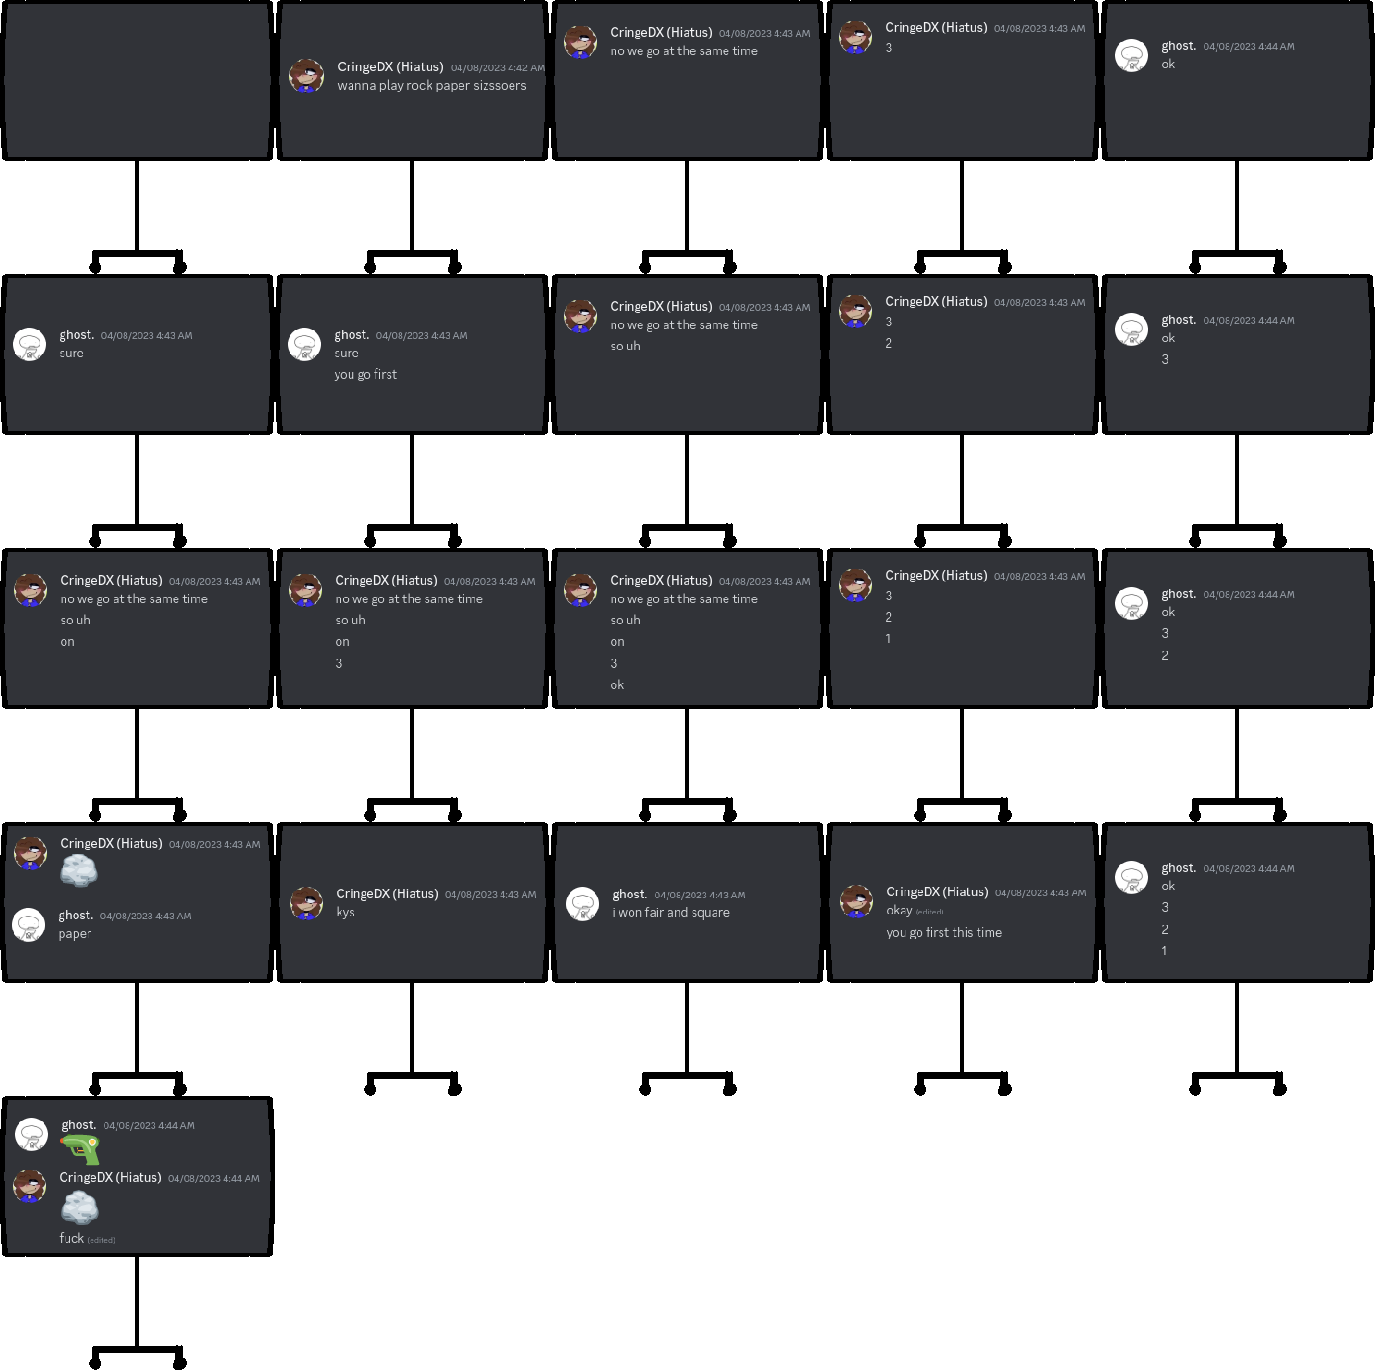 CringeDX (Hiatus) 04/08/2023 4:42 AM
wanna play rock paper sizssoers
CringeDX (Hiatus) 04/08/2023 4:43 AM
no we go at the same time
CringeDX (Hiatus) 04/08/2023 4:43 AM
3
ghost. 04/08/2023 4:44 AM
ok
ghost. 04/08/2023 4:43 AM
sure
ghost. 04/08/2023 4:43 AM
sure
you go first
CringeDX (Hiatus) 04/08/2023 4:43 AM
no we go at the same time
so uh
CringeDX (Hiatus) 04/08/2023 4:43 AM
3
2
ghost. 04/08/2023 4:44 AM
ok
3
CringeDX (Hiatus) 04/08/2023 4:43 AM
no we go at the same time
so uh
on
CringeDX (Hiatus) 04/08/2023 4:43 AM
no we go at the same time
so uh
on
3
CringeDX (Hiatus) 04/08/2023 4:43 AM
no we go at the same time
so uh
on
3
ok
CringeDX (Hiatus) 04/08/2023 4:43 AM
3
2
1
ghost. 04/08/2023 4:44 AM
ok
3
2
CringeDX (Hiatus) 04/08/2023 4:43 AM
ghost. 04/08/2023 4:43 AM
paper
CringeDX (Hiatus) 04/08/2023 4:43 AM
kys
ghost. 04/08/2023 4:43 AM
i won fair and square
CringeDX (Hiatus) 04/08/2023 4:43 AM
okay (edited)
you go first this time
ghost. 04/08/2023 4:44 AM
ok
3
2
1
ghost. 04/08/2023 4:44 AM
CringeDX (Hiatus) 04/08/2023 4:44 AM
fuck (edited)